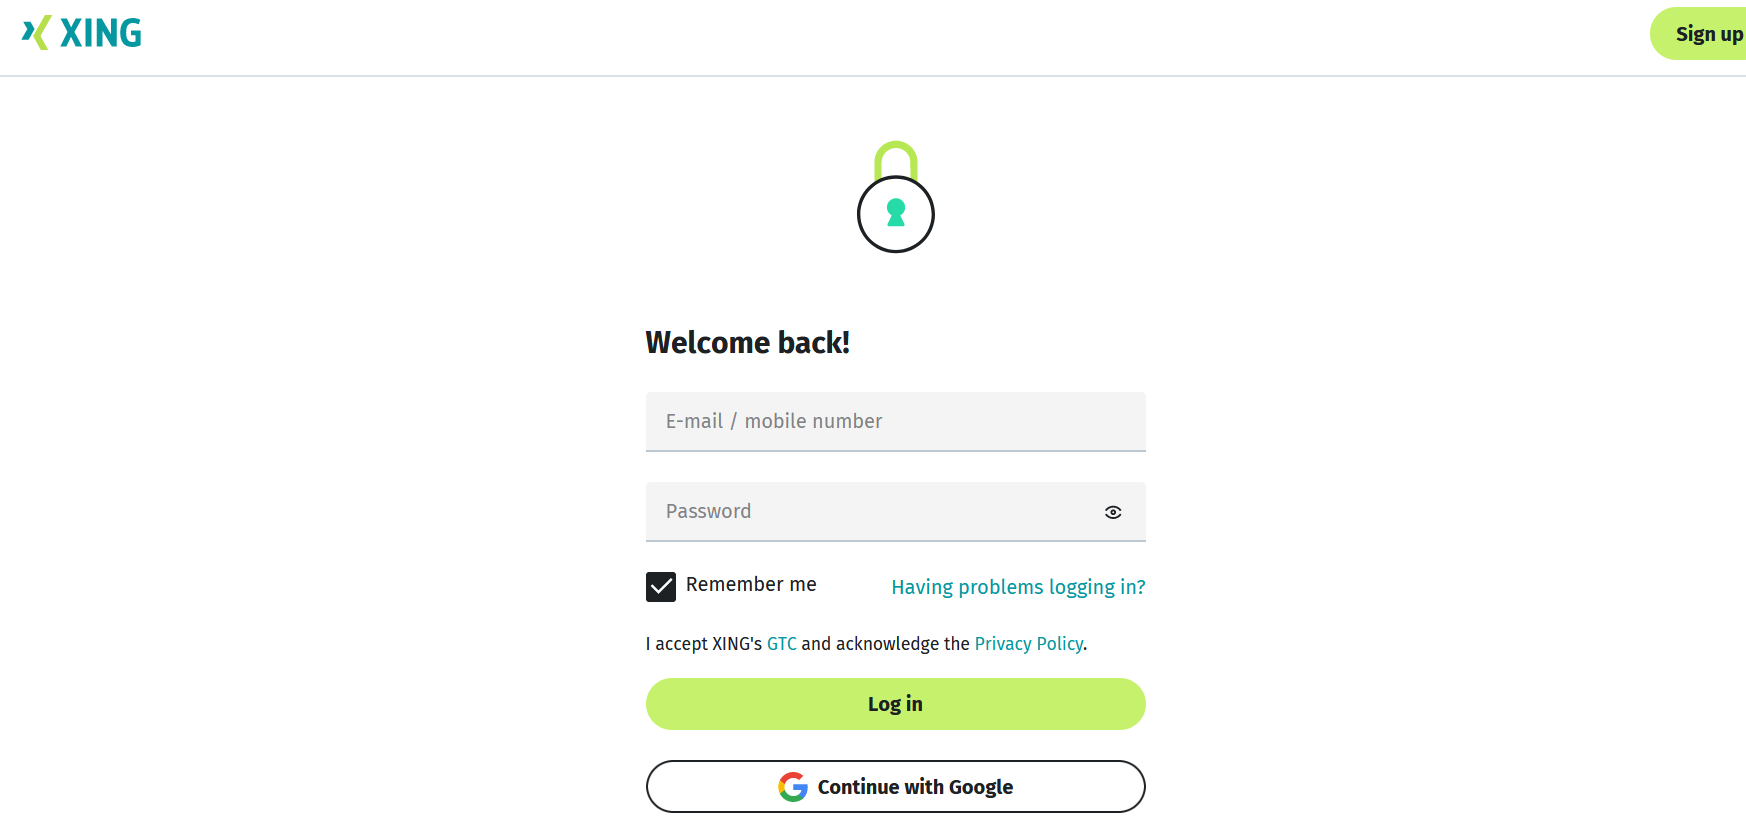 XING
Sign up
Welcome back!
E-mail / mobile number
Password
Remember me
Having problems logging in?
I accept XING's GTC and acknowledge the Privacy Policy.
Log in
Continue with Google